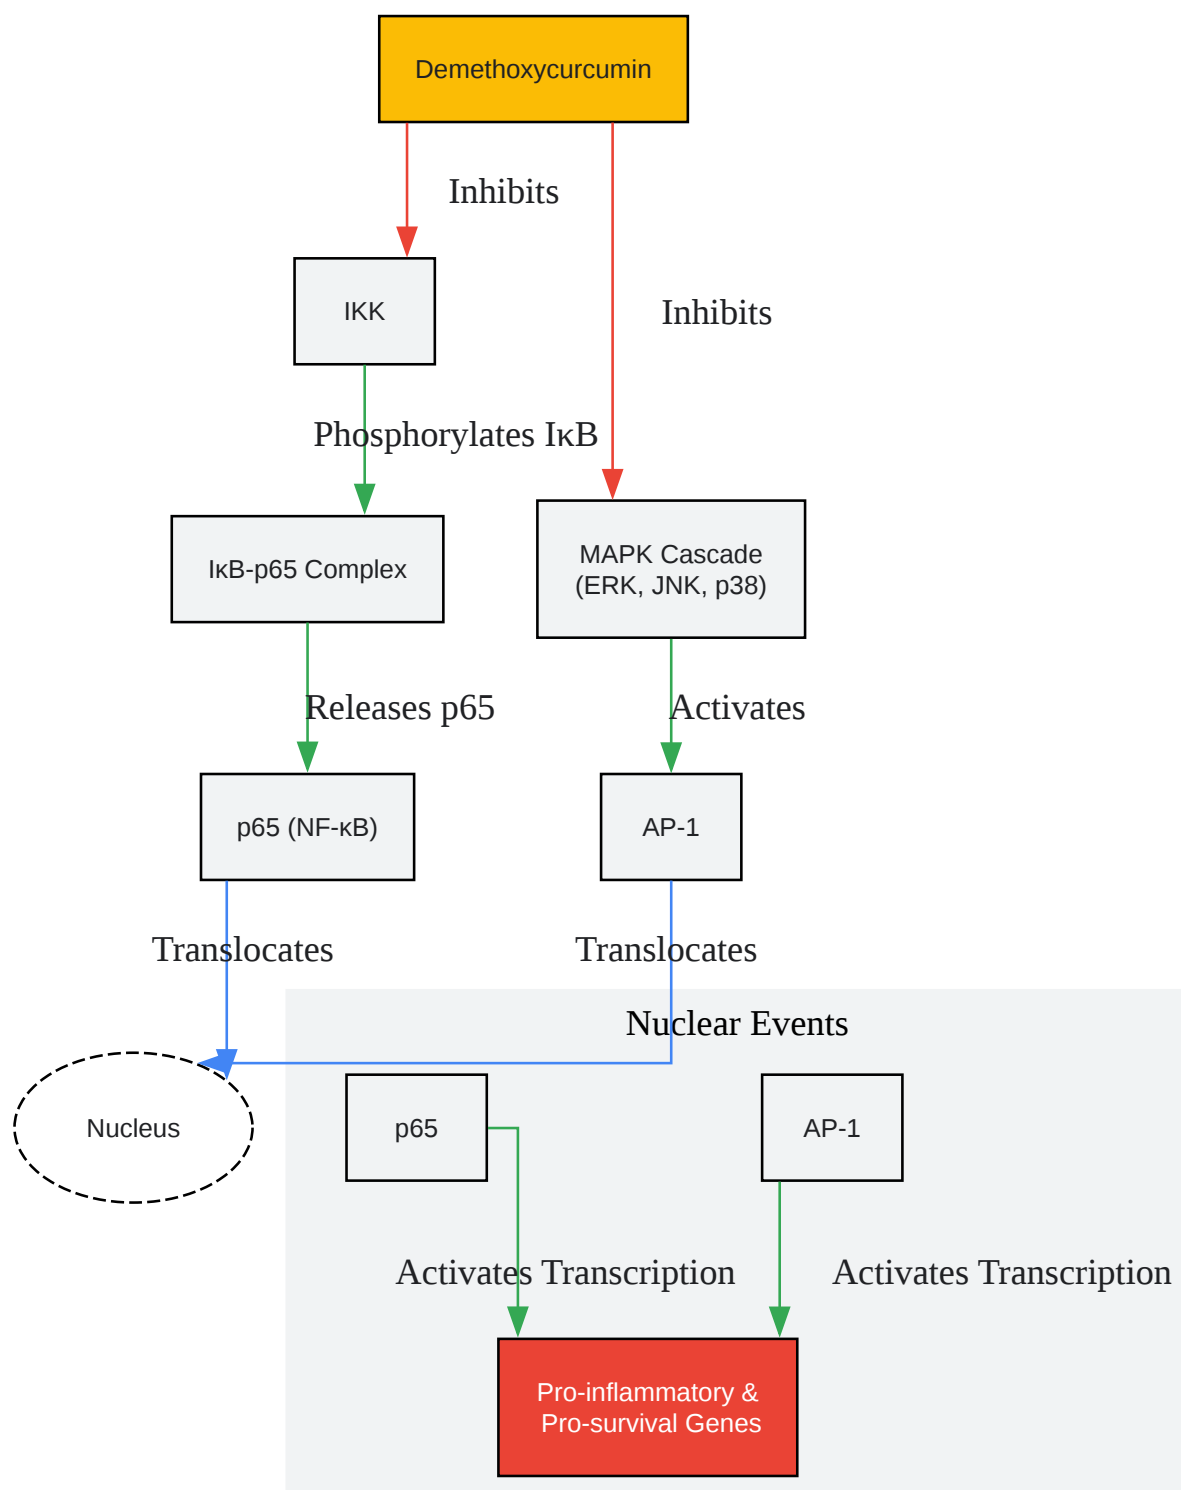 Demethoxycurcumin
Inhibits
IKK
Inhibits
Phosphorylates IκB
IκB-p65 Complex
MAPK Cascade
(ERK, JNK, p38)
Releases p65
Activates
p65 (NF-κB)
AP-1
Translocates
Translocates
Nuclear Events
Nucleus
p65
AP-1
Activates Transcription
Activates Transcription
Pro-inflammatory &
Pro-survival Genes